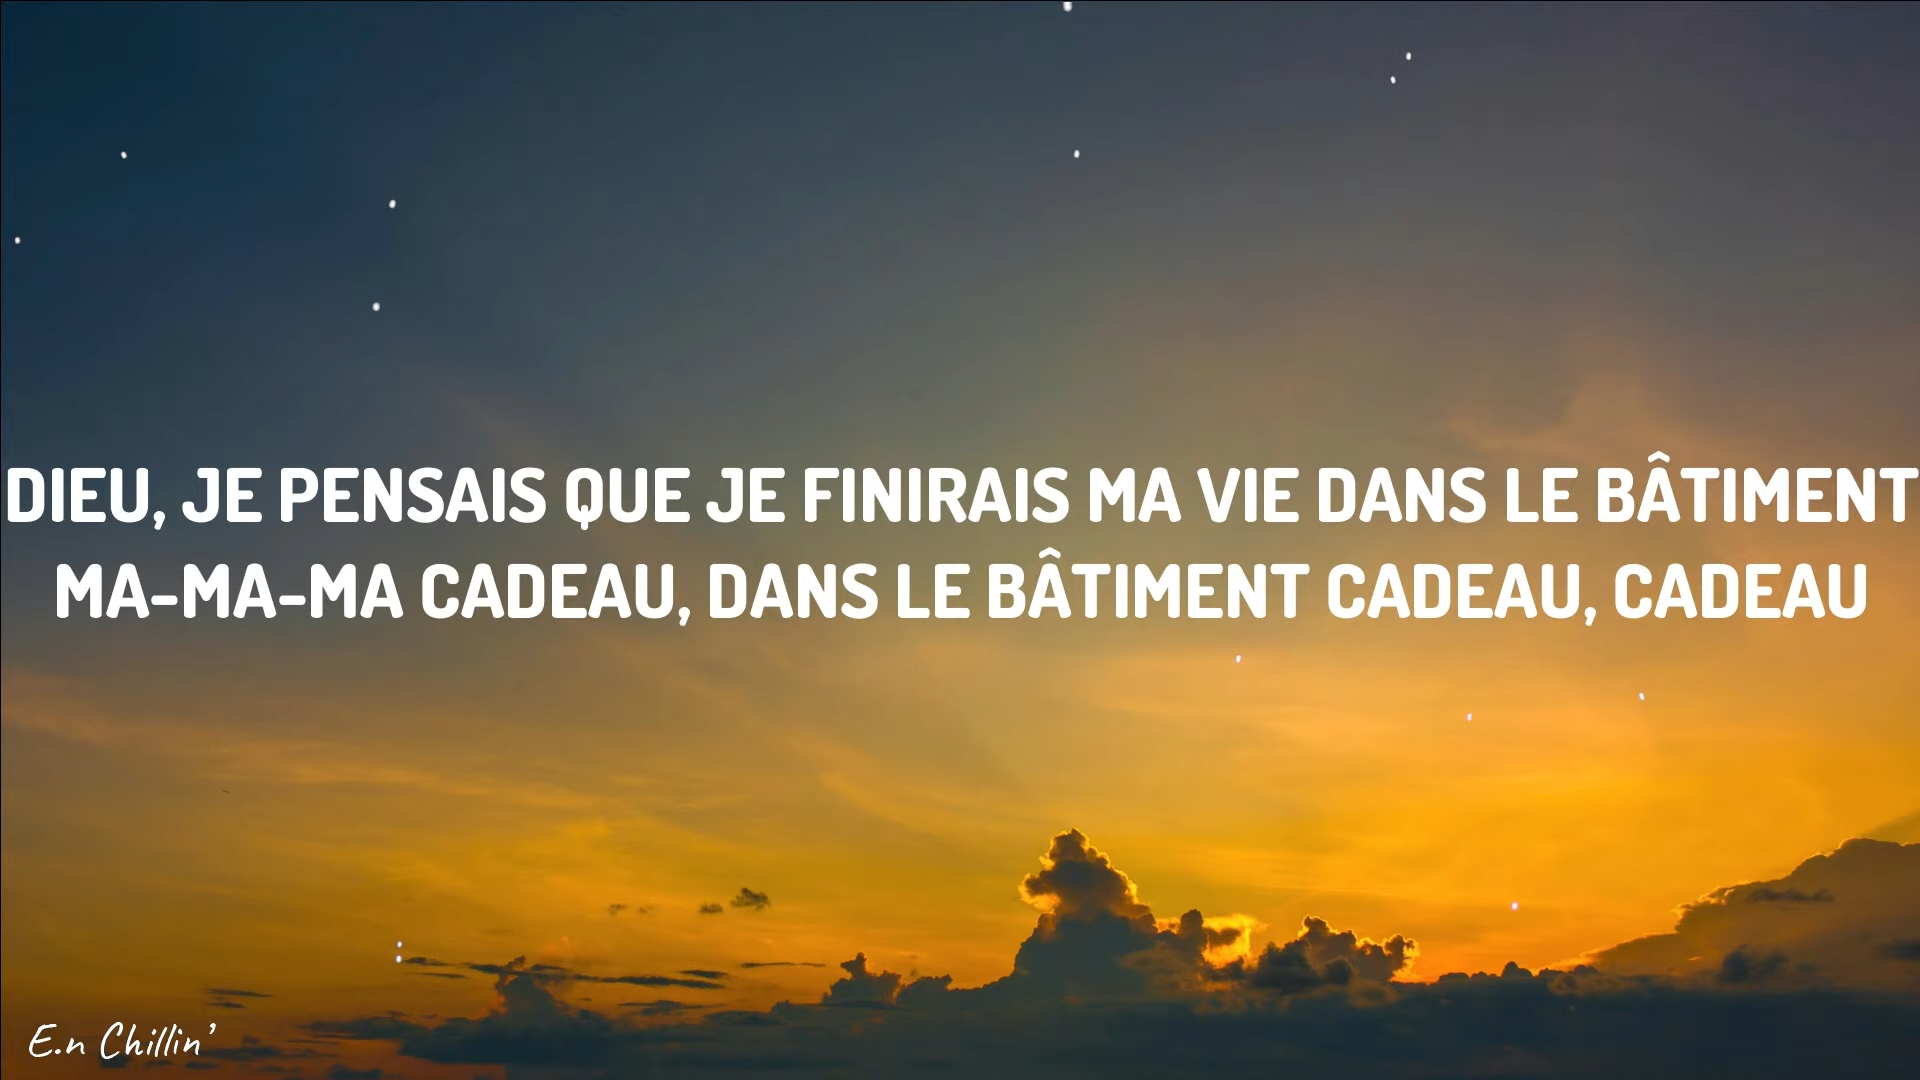 DIEU, JE PENSAIS QUE JE FINIRAIS MA VIE DANS LE BÂTIMENT
MA-MA-MA CADEAU, DANS LE BÂTIMENT CADEAU, CADEAU
E.n Chillin’